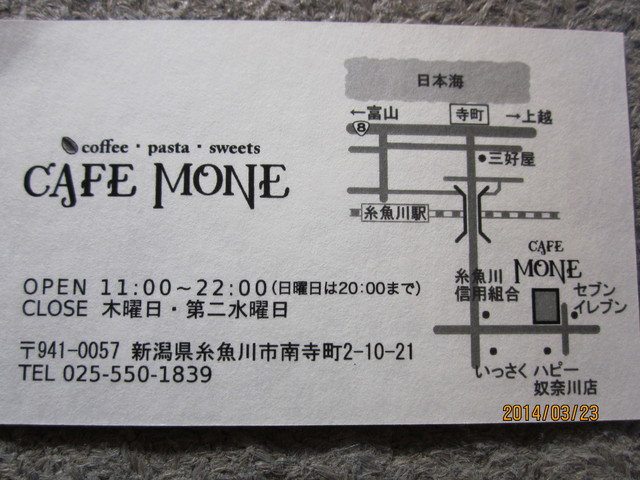 coffee・pasta・sweets
CAFE MONE
OPEN 11:00～22:00(日曜日は20:00まで)
CLOSE 木曜日・第二水曜日
〒941-0057 新潟県糸魚川市南寺町2-10-21
TEL 025-550-1839
日本海
←富山
寺町
→上越
8
三好屋
糸魚川駅
CAFE
MONE
糸魚川
信用組合
セブン
イレブン
いっさく
ハピー
奴奈川店
2014/03/23